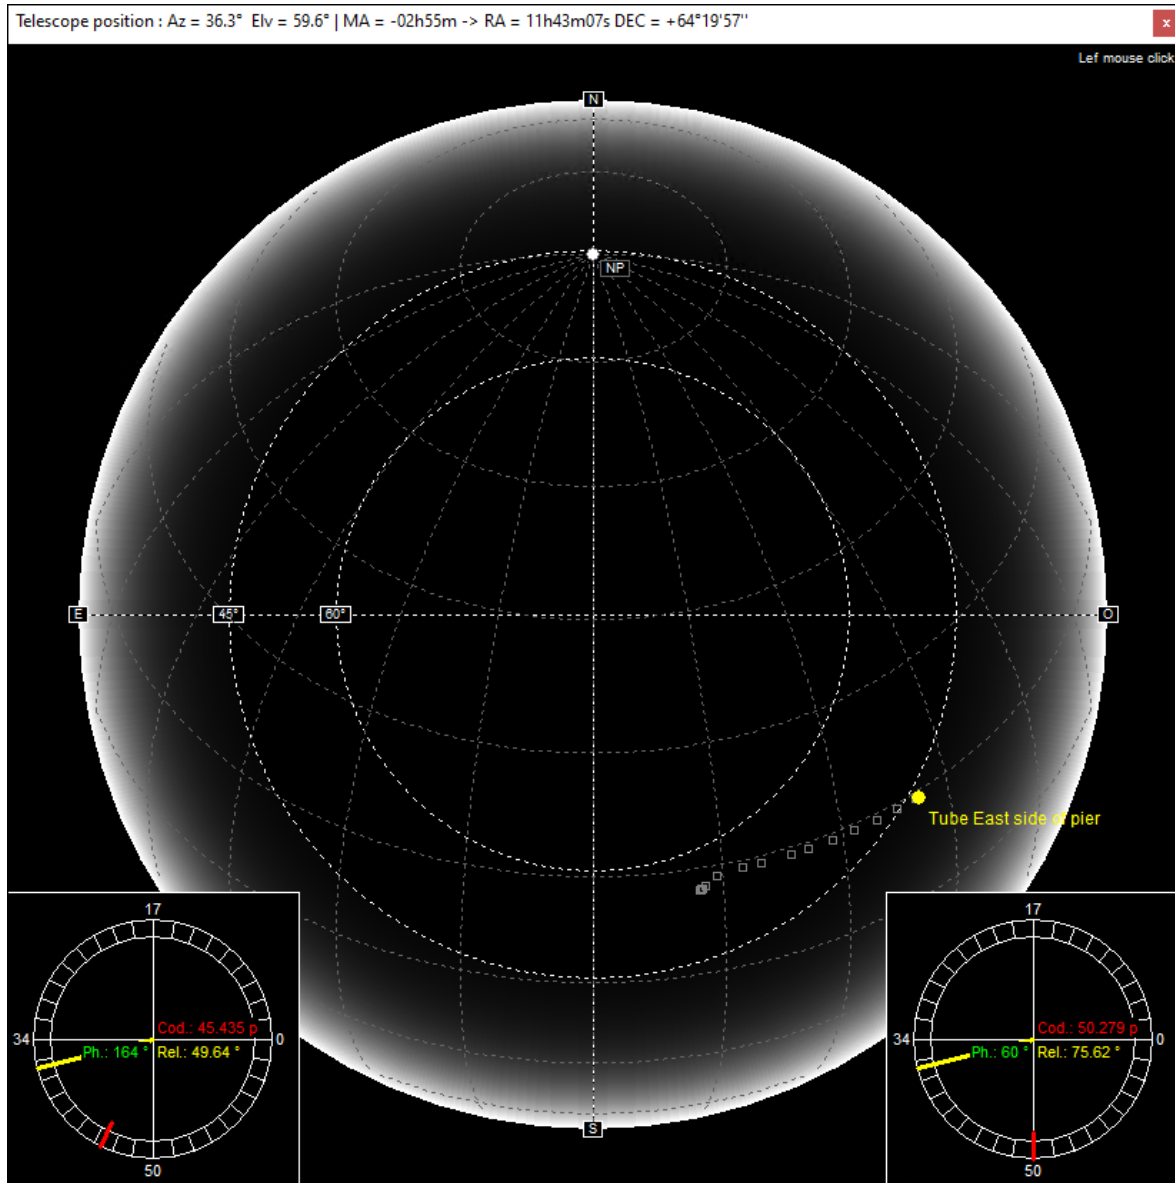 Telescope position : Az = 36.3° Elv = 59.6° | MA = -02h55m -> RA = 11h43m07s DEC = +64°19'57''
x
Lef mouse click
N
NP
E
45°
60°
O
Tube East side of pier
S
17
Cod.: 45.435 p
34
0
Ph.: 164 °
Rel.: 49.64 °
50
17
Cod.: 50.279 p
34
0
Ph.: 60 °
Rel.: 75.62 °
50